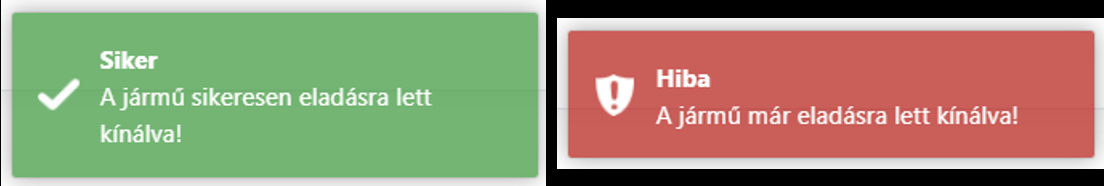 Siker
A jármű sikeresen eladásra lett
kínálva!
Hiba
A jármű már eladásra lett kínálva!